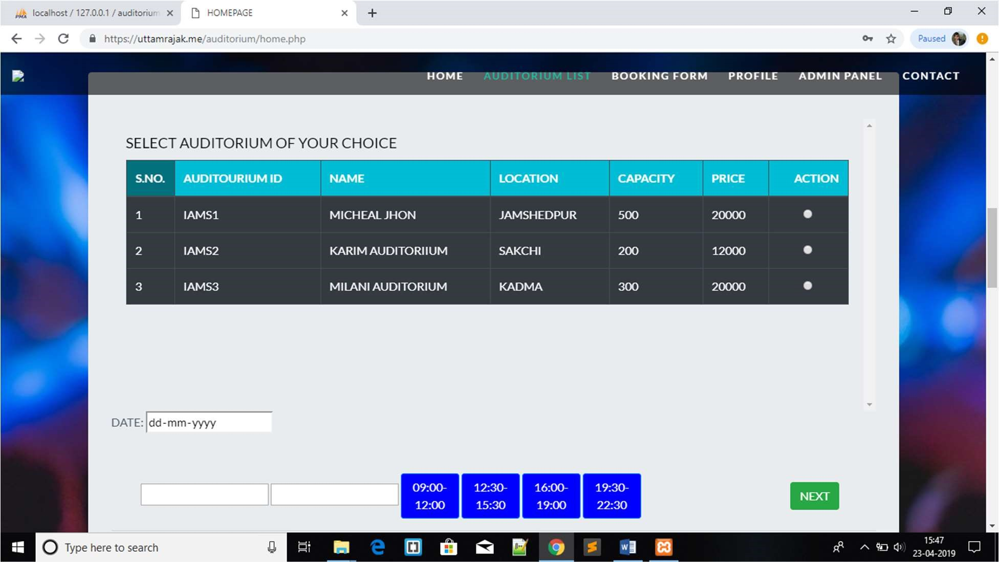 localhost / 127.0.0.1 / auditorium
HOMEPAGE
https://uttamrajak.me/auditorium/home.php
Paused
HOME AUDITORIUM LIST BOOKING FORM PROFILE ADMIN PANEL CONTACT
SELECT AUDITORIUM OF YOUR CHOICE
S.NO. AUDITOURIUM ID NAME LOCATION CAPACITY PRICE ACTION
1 IAMS1 MICHEAL JHON JAMSHEDPUR 500 20000
2 IAMS2 KARIM AUDITORIIUM SAKCHI 200 12000
3 IAMS3 MILANI AUDITORIUM KADMA 300 20000
DATE: dd-mm-yyyy
09:00- 12:30- 16:00- 19:30-
12:00 15:30 19:00 22:30
NEXT
Type here to search
15:47
23-04-2019